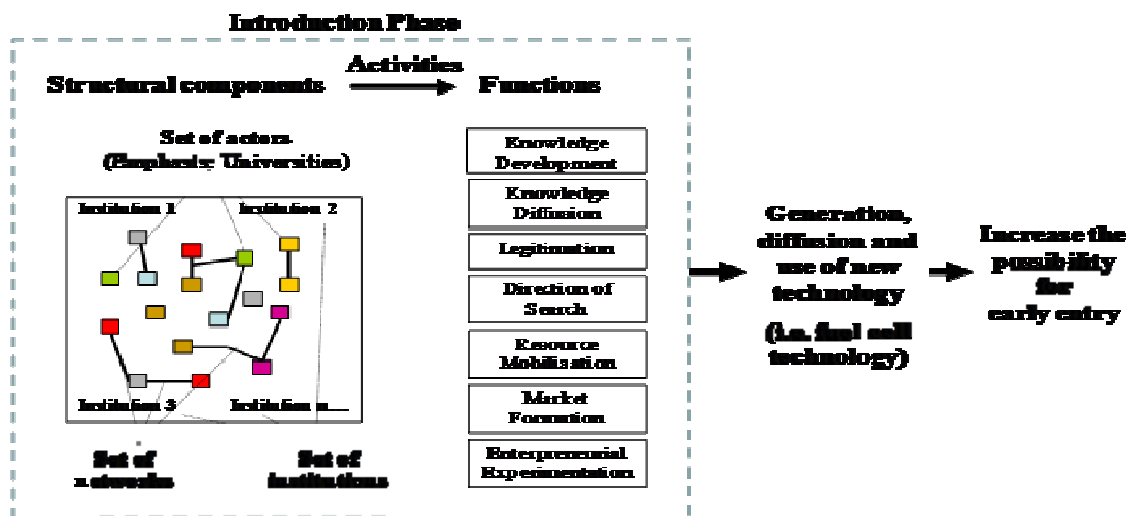 Introduction Phase
Activities
Structural components
Functions
Set of actors
(Emphasis: Universities)
Institution 1
Institution 2
Institution 3
Institution n....
Set of
networks
Set of
institutions
Knowledge
Development
Knowledge
Diffusion
Legitimation
Direction of
Search
Resource
Mobilisation
Market
Formation
Entrepreneurial
Experimentation
Generation,
diffusion and
use of new
technology
(i.e. fuel cell
technology)
Increase the
possibility
for
early entry